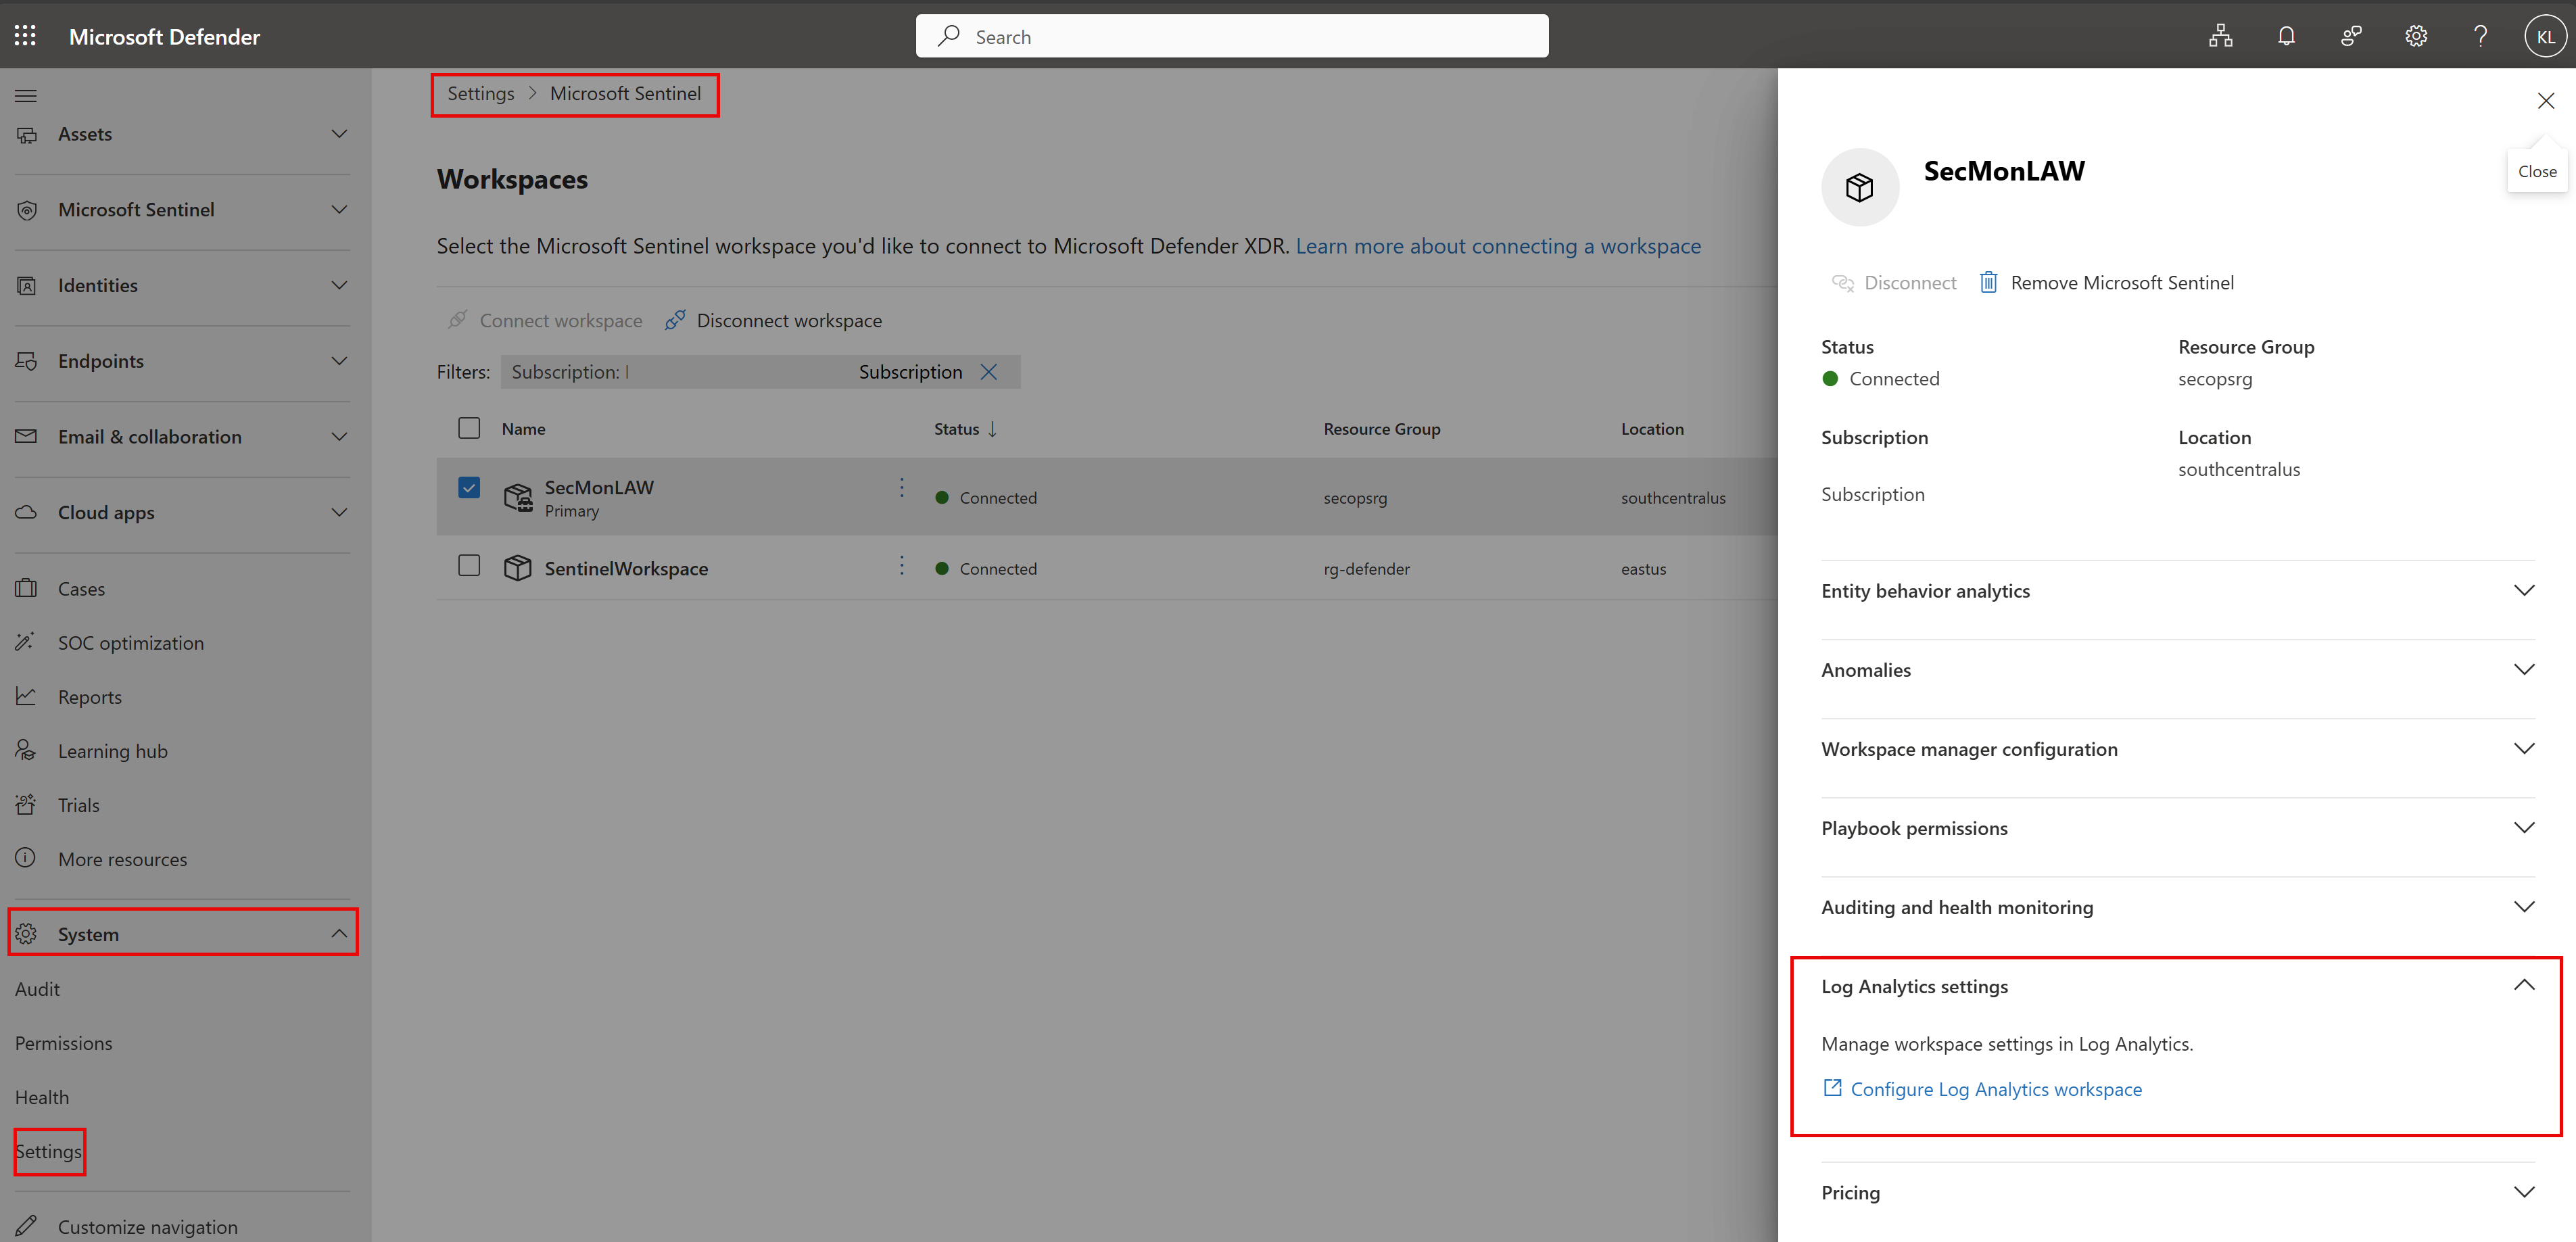 Microsoft Defender
Search
KL
Assets
Microsoft Sentinel
Identities
Endpoints
Email & collaboration
Cloud apps
Cases
SOC optimization
Reports
Learning hub
Trials
More resources
System
Audit
Permissions
Health
Settings
Customize navigation
Settings > Microsoft Sentinel
Workspaces
Select the Microsoft Sentinel workspace you'd like to connect to Microsoft Defender XDR. Learn more about connecting a workspace
Connect workspace Disconnect workspace
Filters: Subscription: Subscription
Name Status Resource Group Location
SecMonLAW Connected secopsrg southcentralus
Primary
SentinelWorkspace Connected rg-defender eastus
Close
SecMonLAW
Disconnect Remove Microsoft Sentinel
Status Resource Group
Connected secopsrg
Subscription Location
southcentralus
Subscription
Entity behavior analytics
Anomalies
Workspace manager configuration
Playbook permissions
Auditing and health monitoring
Log Analytics settings
Manage workspace settings in Log Analytics.
Configure Log Analytics workspace
Pricing